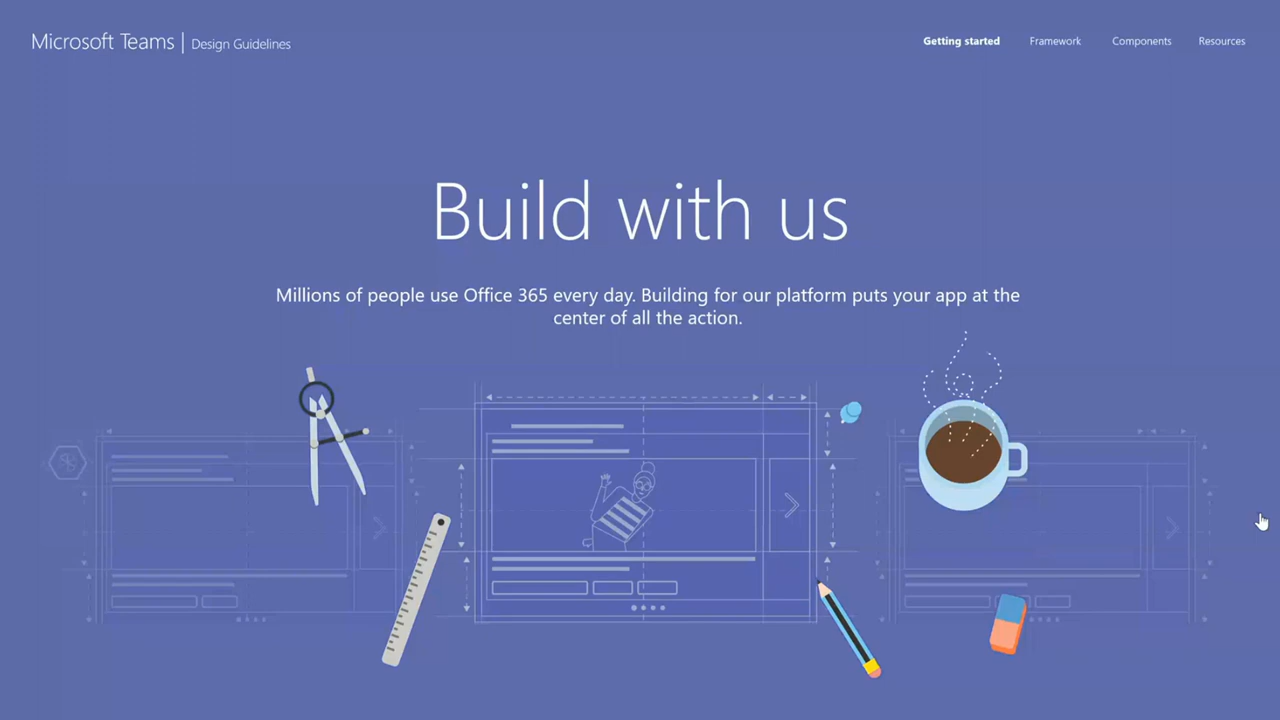 Microsoft Teams | Design Guidelines
Getting started
Framework
Components
Resources
Build with us
Millions of people use Office 365 every day. Building for our platform puts your app at the
center of all the action.